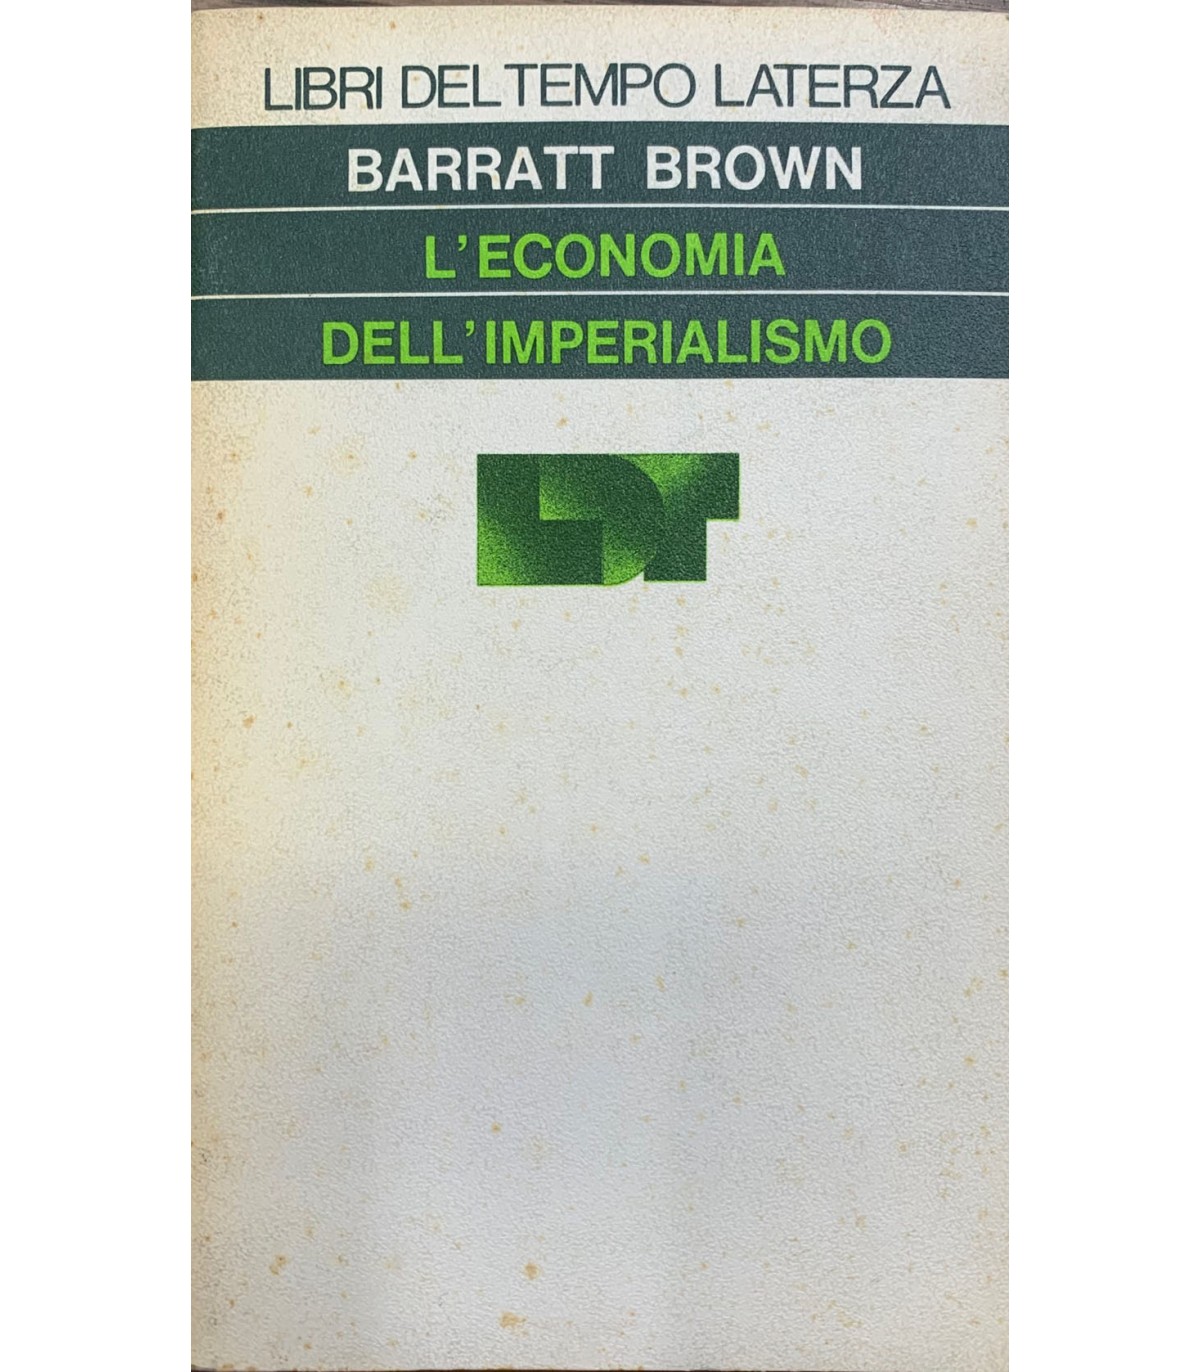 LIBRI DEL TEMPO LATERZA
BARRATT BROWN
L'ECONOMIA
DELL'IMPERIALISMO
LDT